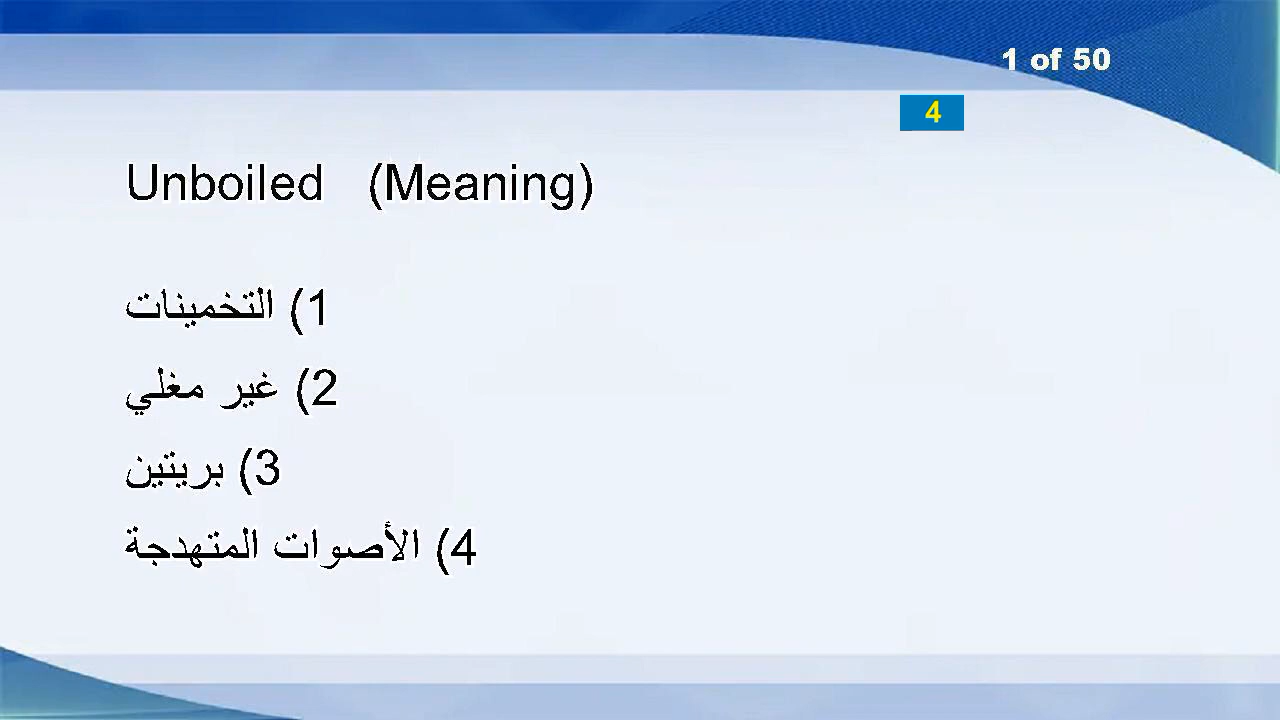 1 of 50
4
Unboiled (Meaning)
1) التخمينات
2) غير مغلي
3) بريتين
4) الأصوات المتهدجة